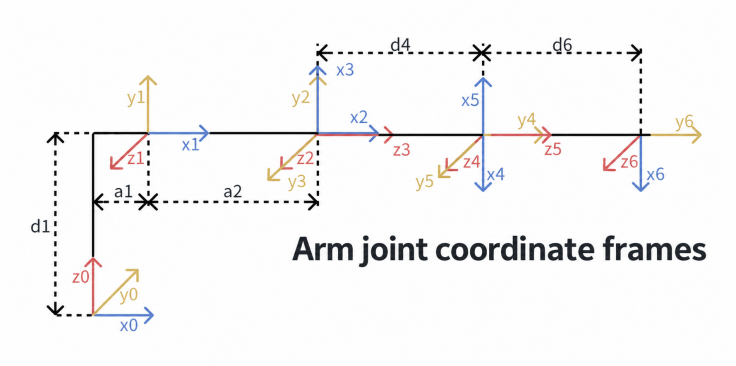 d4
d6
x3
y1
y2
x5
x2
y4
y6
x1
z1
z2
z3
z4
z5
z6
y3
y5
x4
x6
a1
a2
d1
Arm joint coordinate frames
z0
y0
x0